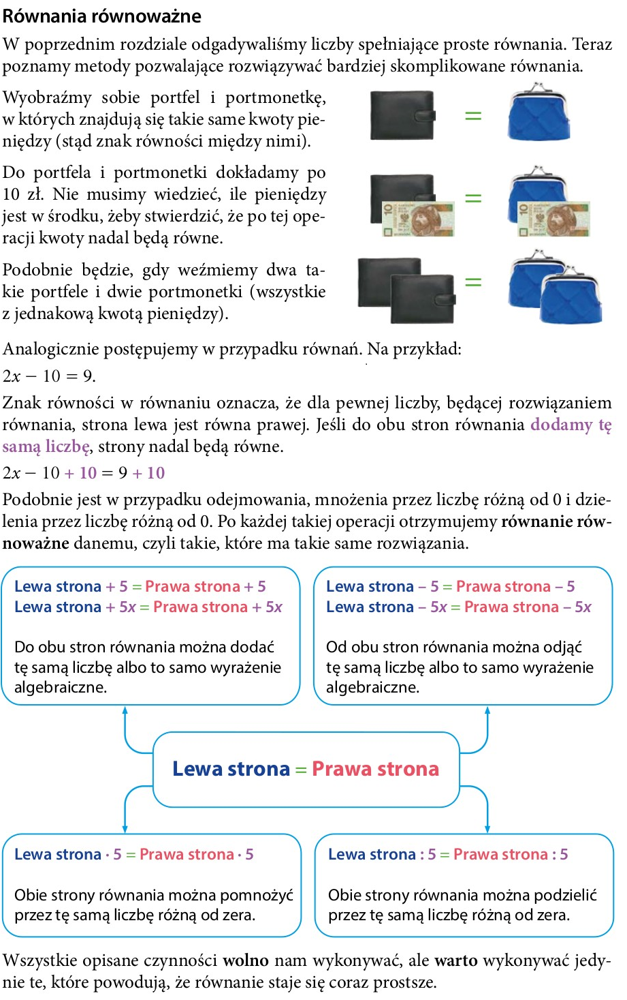 Równania równoważne
W poprzednim rozdziale odgadywaliśmy liczby spełniające proste równania. Teraz
poznamy metody pozwalające rozwiązywać bardziej skomplikowane równania.
Wyobraźmy sobie portfel i portmonetkę,
w których znajdują się takie same kwoty pie-
niędzy (stąd znak równości między nimi).
=
Do portfela i portmonetki dokładamy po
10 zł. Nie musimy wiedzieć, ile pieniędzy
jest w środku, żeby stwierdzić, że po tej ope-
racji kwoty nadal będą równe.
=
10
10
Podobnie będzie, gdy weźmiemy dwa ta-
kie portfele i dwie portmonetki (wszystkie
z jednakową kwotą pieniędzy).
=
Analogicznie postępujemy w przypadku równań. Na przykład:
2x − 10 = 9.
Znak równości w równaniu oznacza, że dla pewnej liczby, będącej rozwiązaniem
równania, strona lewa jest równa prawej. Jeśli do obu stron równania dodamy tę
samą liczbę, strony nadal będą równe.
2x − 10 + 10 = 9 + 10
Podobnie jest w przypadku odejmowania, mnożenia przez liczbę różną od 0 i dzie-
lenia przez liczbę różną od 0. Po każdej takiej operacji otrzymujemy równanie rów-
noważne danemu, czyli takie, które ma takie same rozwiązania.
Lewa strona + 5 = Prawa strona + 5
Lewa strona + 5x = Prawa strona + 5x
Do obu stron równania można dodać
tę samą liczbę albo to samo wyrażenie
algebraiczne.
Lewa strona – 5 = Prawa strona – 5
Lewa strona – 5x = Prawa strona – 5x
Od obu stron równania można odjąć
tę samą liczbę albo to samo wyrażenie
algebraiczne.
Lewa strona = Prawa strona
Lewa strona · 5 = Prawa strona · 5
Obie strony równania można pomnożyć
przez tę samą liczbę różną od zera.
Lewa strona : 5 = Prawa strona : 5
Obie strony równania można podzielić
przez tę samą liczbę różną od zera.
Wszystkie opisane czynności wolno nam wykonywać, ale warto wykonywać jedy-
nie te, które powodują, że równanie staje się coraz prostsze.